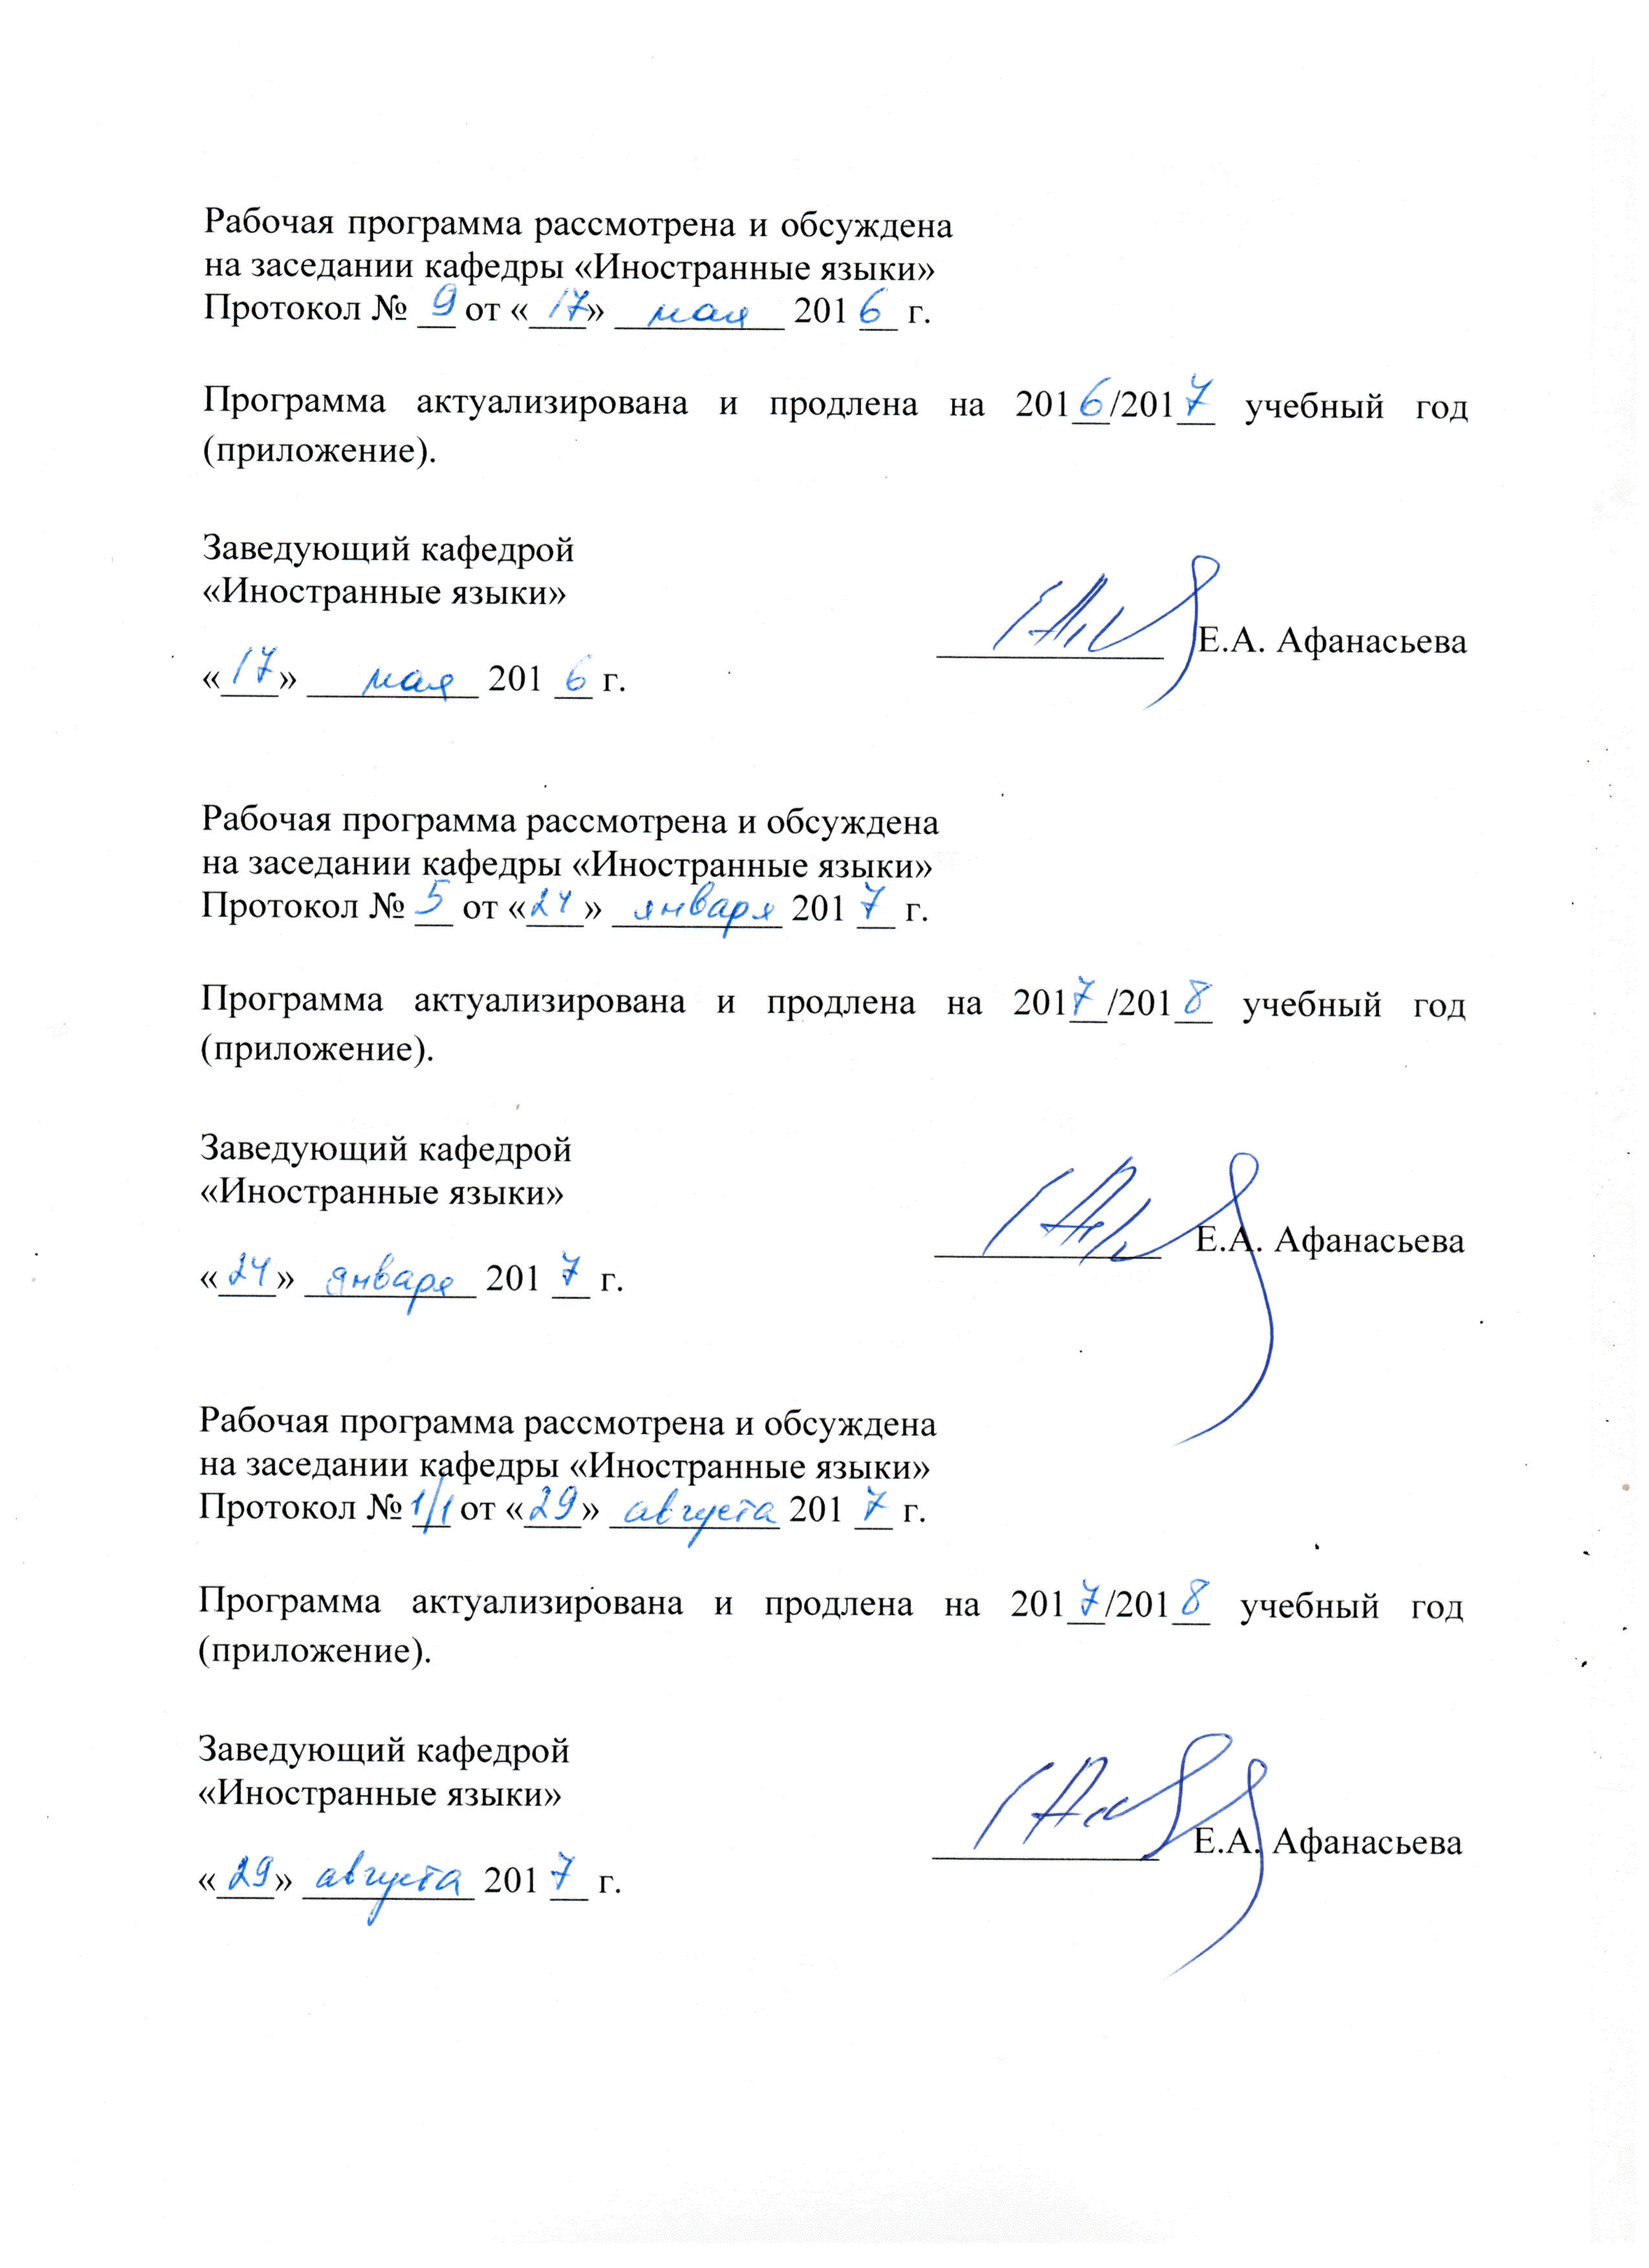 Рабочая программа рассмотрена и обсуждена
на заседании кафедры «Иностранные языки»
Протокол № 9 от «17» мая 2016 г.
Программа актуализирована и продлена на 2016/2017 учебный год
(приложение).
Заведующий кафедрой
«Иностранные языки»
Е.А. Афанасьева
«17» мая 2016 г.
Рабочая программа рассмотрена и обсуждена
на заседании кафедры «Иностранные языки»
Протокол № 5 от «24» января 2017 г.
Программа актуализирована и продлена на 2017/2018 учебный год
(приложение).
Заведующий кафедрой
«Иностранные языки»
Е.А. Афанасьева
«24» января 2017 г.
Рабочая программа рассмотрена и обсуждена
на заседании кафедры «Иностранные языки»
Протокол № 1/1 от «29» августа 2017 г.
Программа актуализирована и продлена на 2017/2018 учебный год
(приложение).
Заведующий кафедрой
«Иностранные языки»
Е.А. Афанасьева
«29» августа 2017 г.